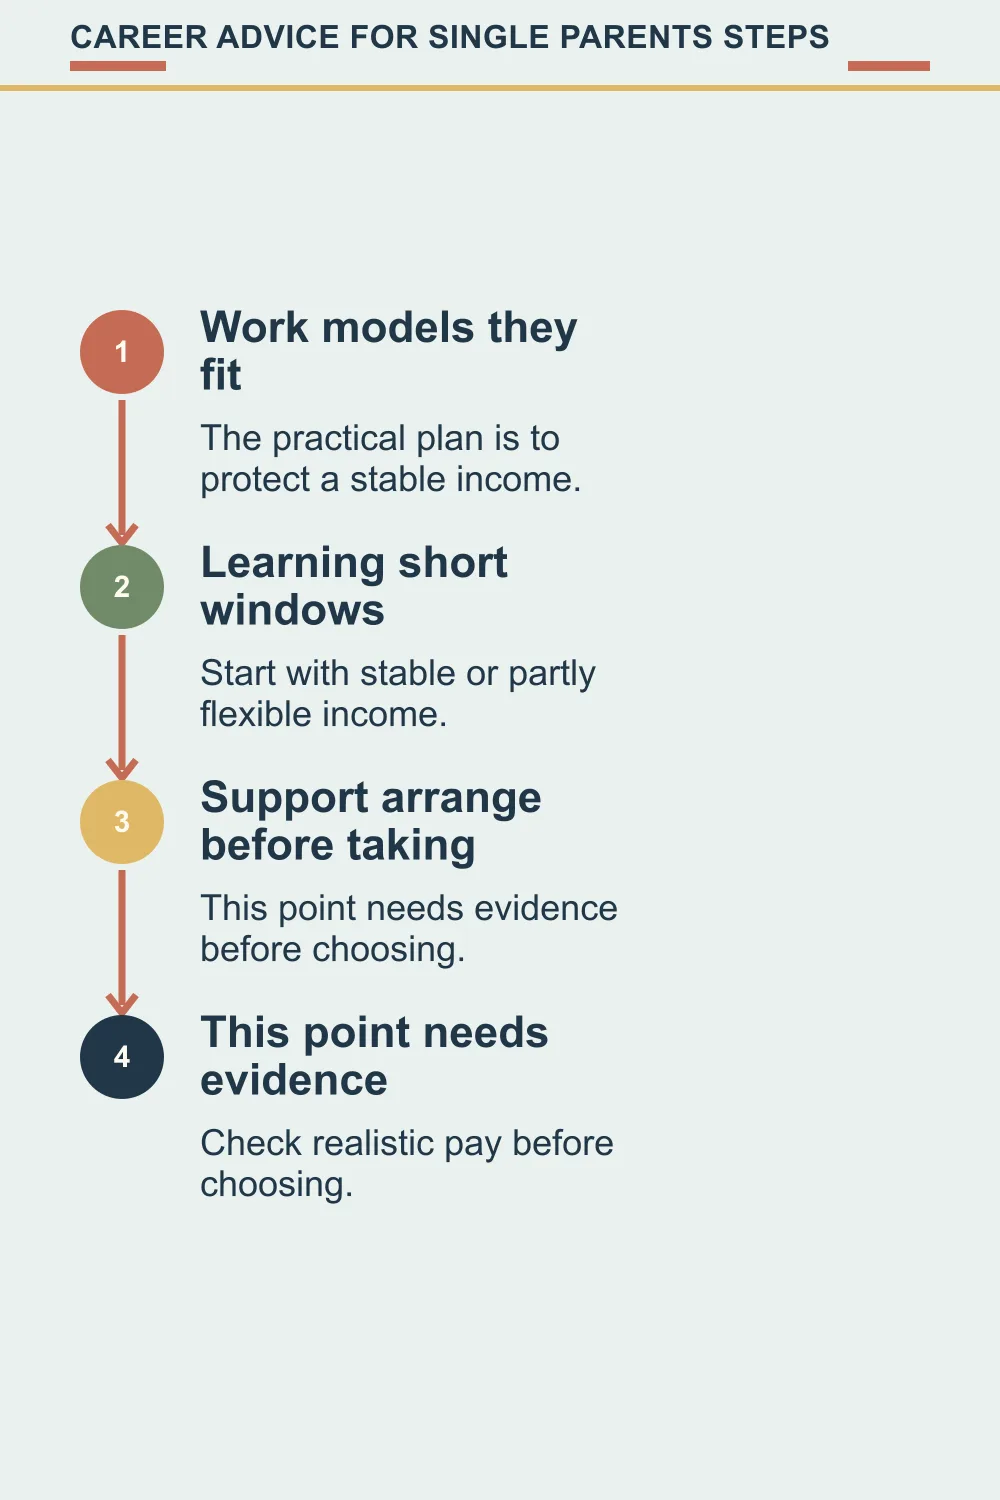 CAREER ADVICE FOR SINGLE PARENTS STEPS
1
Work models they
fit
The practical plan is to
protect a stable income.
2
Learning short
windows
Start with stable or partly
flexible income.
3
Support arrange
before taking
This point needs evidence
before choosing.
4
This point needs
evidence
Check realistic pay before
choosing.